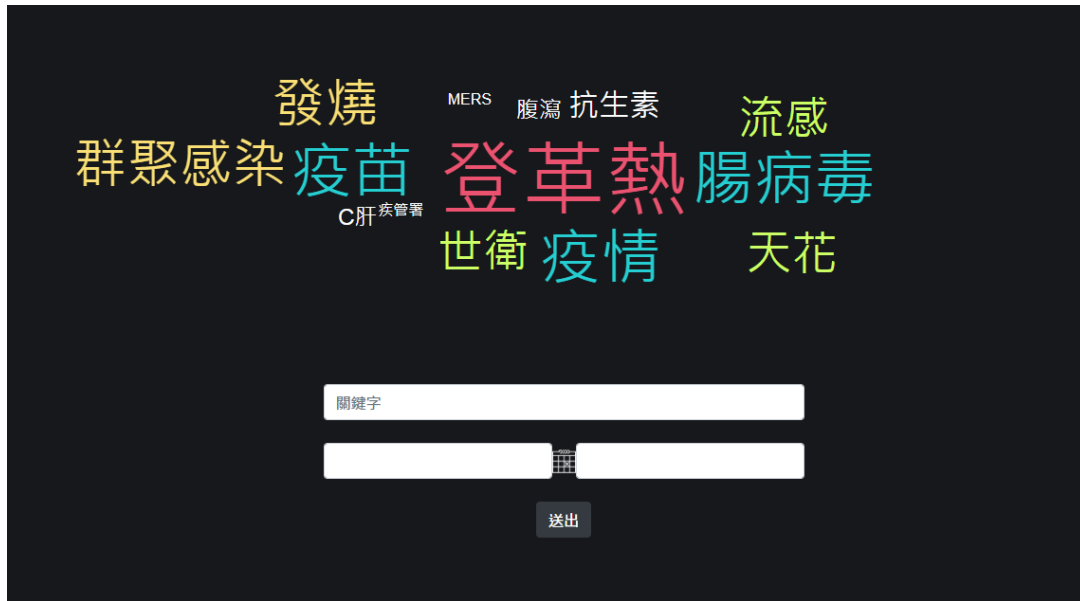 發燒
MERS
腹瀉
抗生素
流感
群聚感染
疫苗
登革熱
腸病毒
C肝
疾管署
世衛
疫情
天花
關鍵字
送出